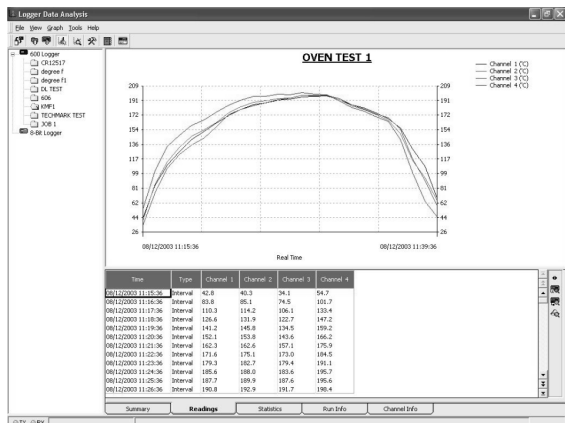 Logger Data Analysis
File View Graph Tools Help
600 Logger
CR12517
degree f
degree f1
DL TEST
606
KMF1
TECHMARK TEST
JOB 1
8-Bit Logger
OVEN TEST 1
Channel 1 (°C)
Channel 2 (°C)
Channel 3 (°C)
Channel 4 (°C)
209 209
191 191
172 172
154 154
136 136
117 117
99 99
81 81
62 62
44 44
26 26
08/12/2003 11:15:36 08/12/2003 11:39:36
Real Time
Time Type Channel 1 Channel 2 Channel 3 Channel 4
08/12/2003 11:15:36 Interval 42.8 40.3 34.1 54.7
08/12/2003 11:16:36 Interval 83.8 85.1 74.5 101.7
08/12/2003 11:17:36 Interval 110.3 114.2 106.1 133.4
08/12/2003 11:18:36 Interval 126.6 131.9 122.7 147.2
08/12/2003 11:19:36 Interval 141.2 145.8 134.5 159.2
08/12/2003 11:20:36 Interval 152.1 153.8 143.6 166.2
08/12/2003 11:21:36 Interval 162.3 162.6 157.1 175.9
08/12/2003 11:22:36 Interval 171.6 175.1 173.0 184.5
08/12/2003 11:23:36 Interval 179.3 182.7 179.4 191.1
08/12/2003 11:24:36 Interval 185.6 188.0 183.6 195.7
08/12/2003 11:25:36 Interval 187.7 189.9 187.6 195.6
08/12/2003 11:26:36 Interval 190.8 192.9 191.7 198.4
Summary Readings Statistics Run Info Channel Info
TX RX